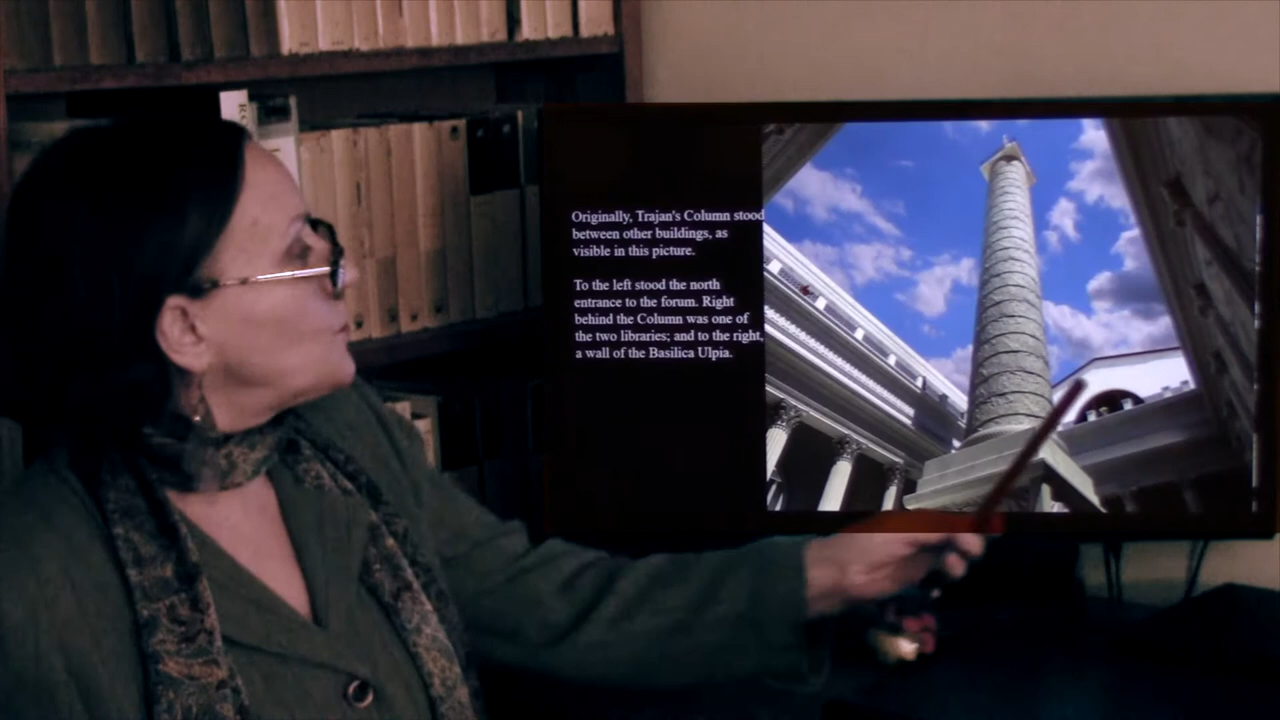 Originally, Trajan's Column stood
between other buildings, as
visible in this picture.
To the left stood the north
entrance to the forum. Right
behind the Column was one of
the two libraries; and to the right,
a wall of the Basilica Ulpia.